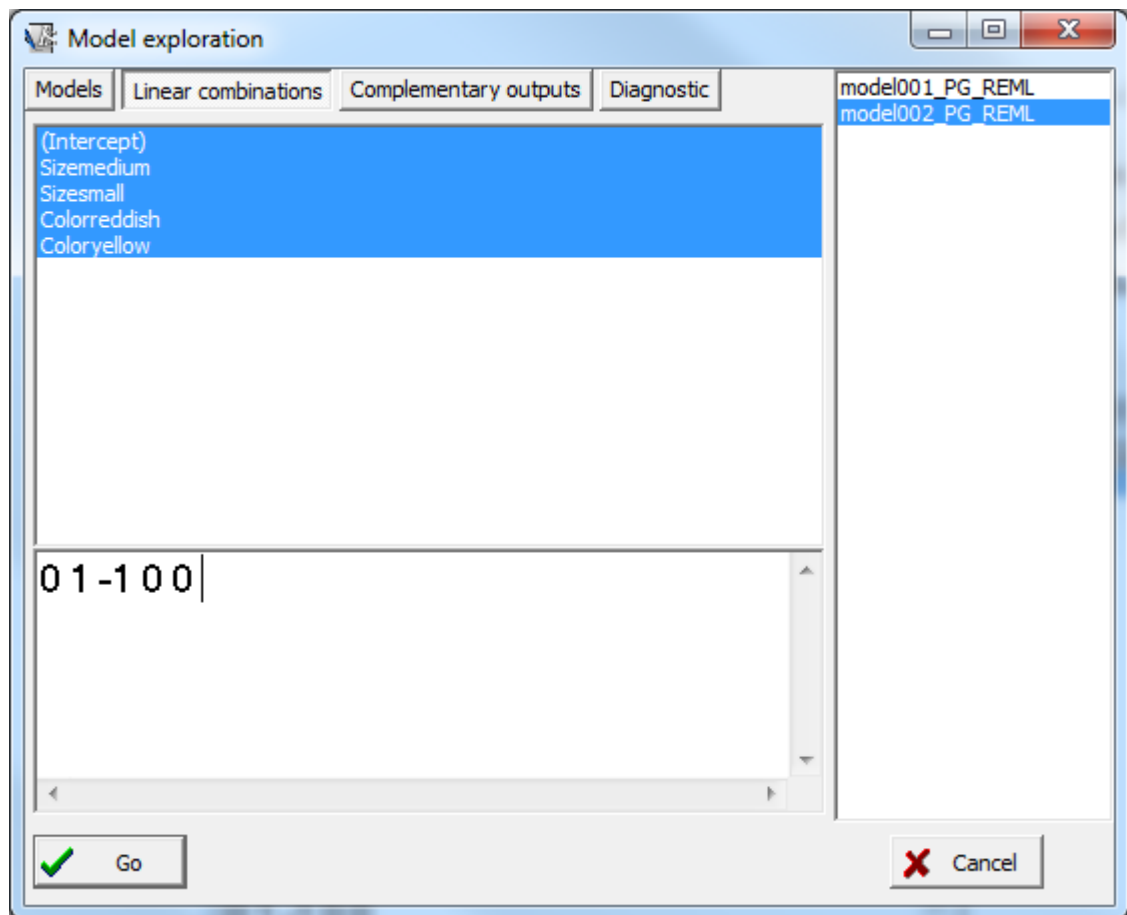 Model exploration
Models Linear combinations Complementary outputs Diagnostic
(Intercept)
Sizemedium
Sizesmall
Colorreddish
Coloryellow
0 1 -1 0 0
model001_PG_REML
model002_PG_REML
Go
Cancel